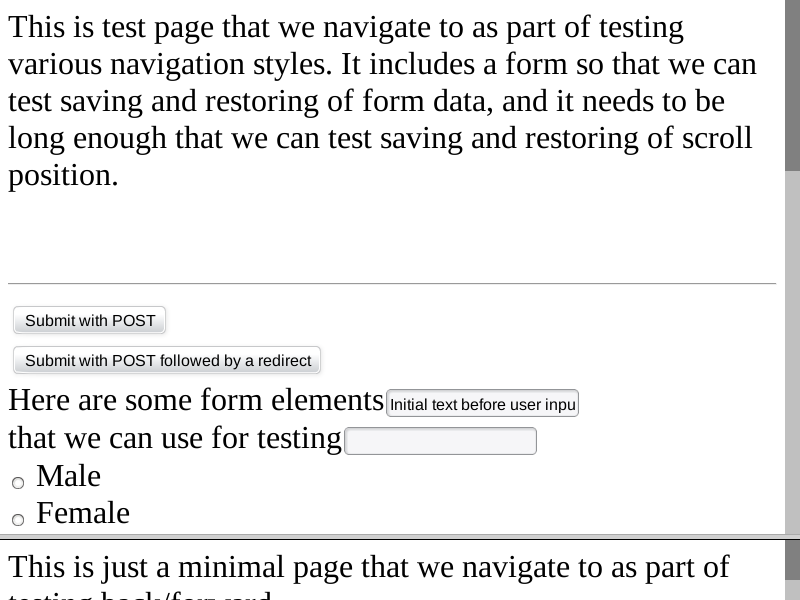 This is test page that we navigate to as part of testing
various navigation styles. It includes a form so that we can
test saving and restoring of form data, and it needs to be
long enough that we can test saving and restoring of scroll
position.
Submit with POST
Submit with POST followed by a redirect
Here are some form elements Initial text before user inpu
that we can use for testing
Male
Female
This is just a minimal page that we navigate to as part of
testing back/forward